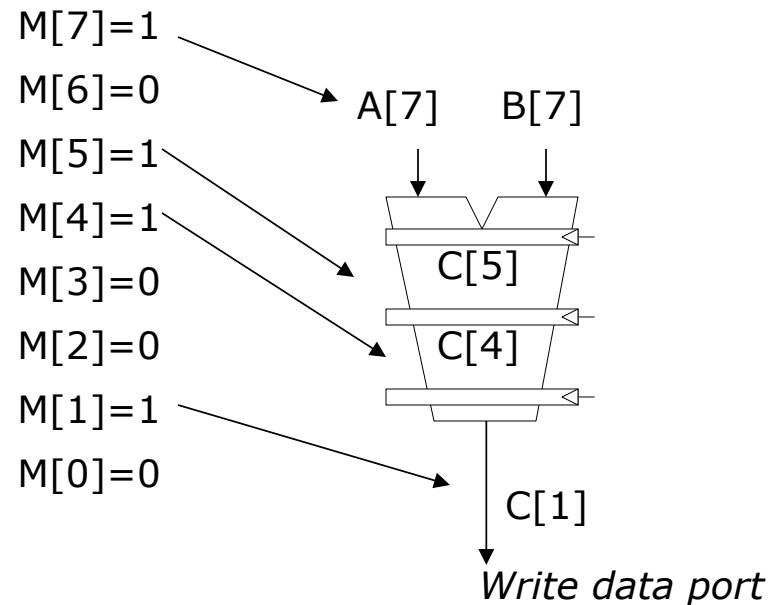 M[7]=1
M[6]=0
M[5]=1
M[4]=1
M[3]=0
M[2]=0
M[1]=1
M[0]=0
A[7] B[7]
C[5]
C[4]
C[1]
Write data port